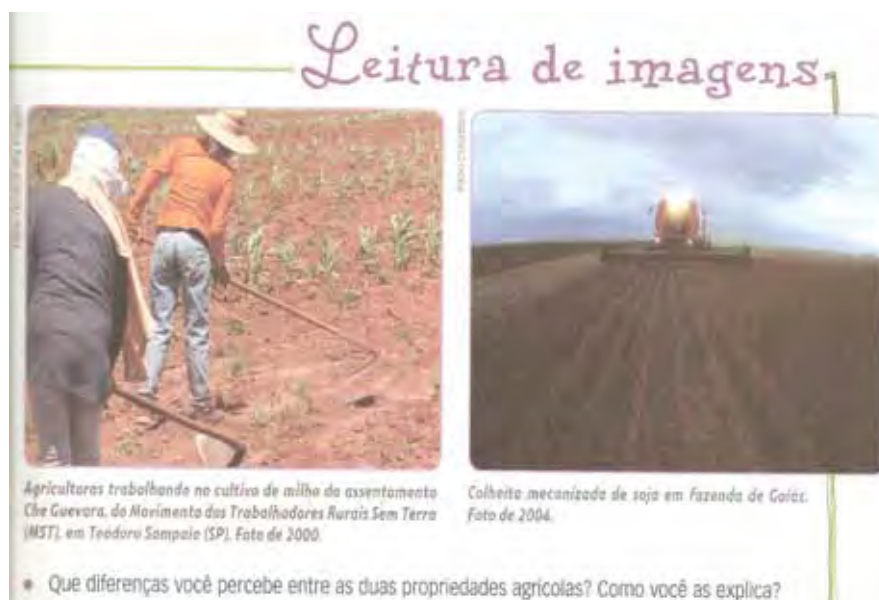 Leitura de imagens
Agricultoras trabalhando no cultivo de milho do assentamento
Che Guevara, do Movimento dos Trabalhadores Rurais Sem Terra
(MST), em Teodoro Sampaio (SP). Foto de 2000.
Colheita mecanizada de soja em Fazenda de Goiás.
Foto de 2004.
• Que diferenças você percebe entre as duas propriedades agrícolas? Como você as explica?